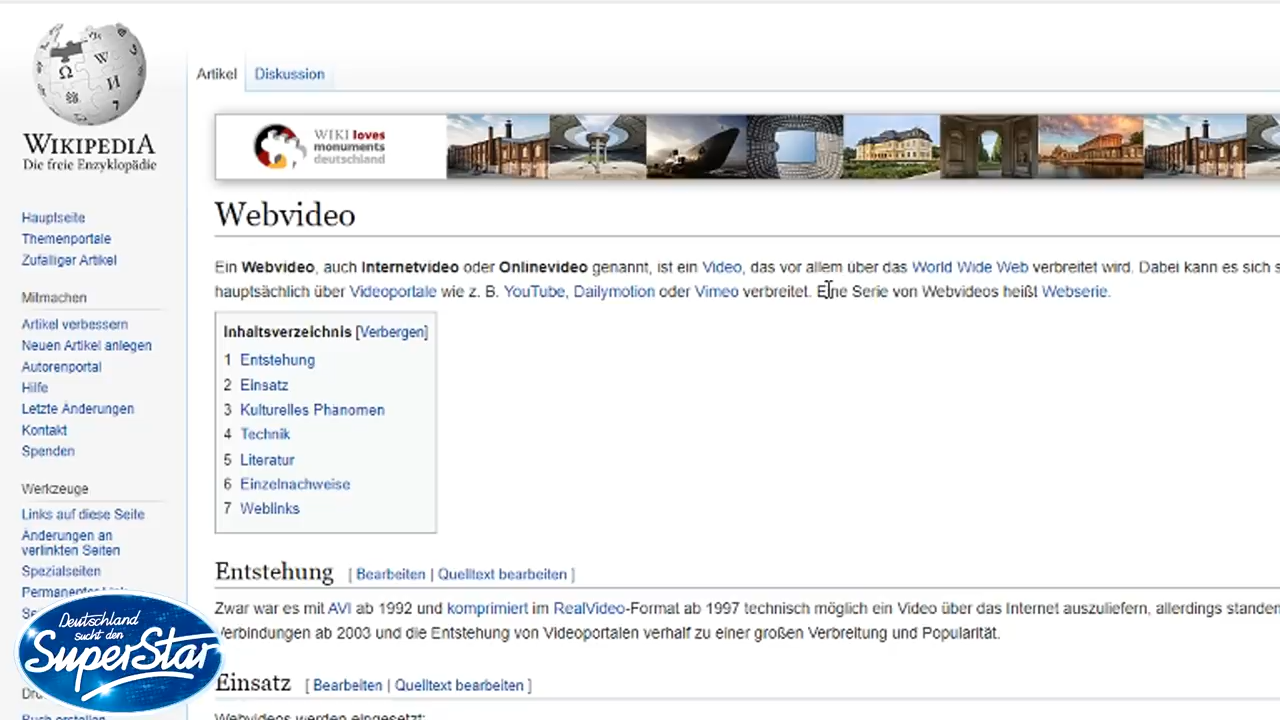 WIKIPEDIA
Die freie Enzyklopädie
Artikel
Diskussion
WIKI loves
monuments
deutschland
Webvideo
Ein Webvideo, auch Internetvideo oder Onlinevideo genannt, ist ein Video, das vor allem über das World Wide Web verbreitet wird. Dabei kann es sich
hauptsächlich über Videoportale wie z. B. YouTube, Dailymotion oder Vimeo verbreitet. Eine Serie von Webvideos heißt Webserie.
Inhaltsverzeichnis [Verbergen]
1 Entstehung
2 Einsatz
3 Kulturelles Phänomen
4 Technik
5 Literatur
6 Einzelnachweise
7 Weblinks
Entstehung [ Bearbeiten | Quelltext bearbeiten ]
Zwar war es mit AVI ab 1992 und komprimiert im RealVideo-Format ab 1997 technisch möglich ein Video über das Internet auszuliefern, allerdings
Verbindungen ab 2003 und die Entstehung von Videoportalen verhalf zu einer großen Verbreitung und Popularität.
Einsatz [ Bearbeiten | Quelltext bearbeiten ]
Webvideos werden eingesetzt:
Hauptseite
Themenportale
Zufälliger Artikel
Mitmachen
Artikel verbessern
Neuen Artikel anlegen
Autorenportal
Hilfe
Letzte Änderungen
Kontakt
Spenden
Werkzeuge
Links auf diese Seite
Änderungen an
verlinkten Seiten
Spezialseiten
Deutschland
sucht den
SuperStar
Buch erstellen